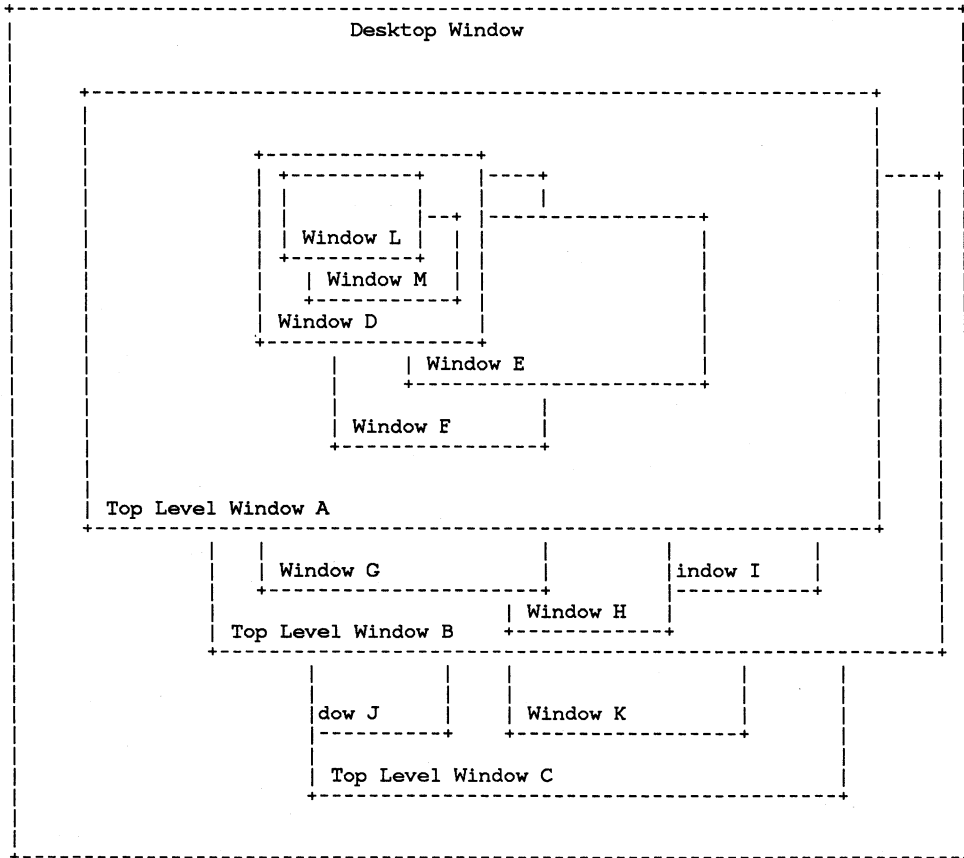 Desktop Window
Window L
Window M
Window D
Window E
Window F
Top Level Window A
Window G
indow I
Window H
Top Level Window B
dow J
Window K
Top Level Window C